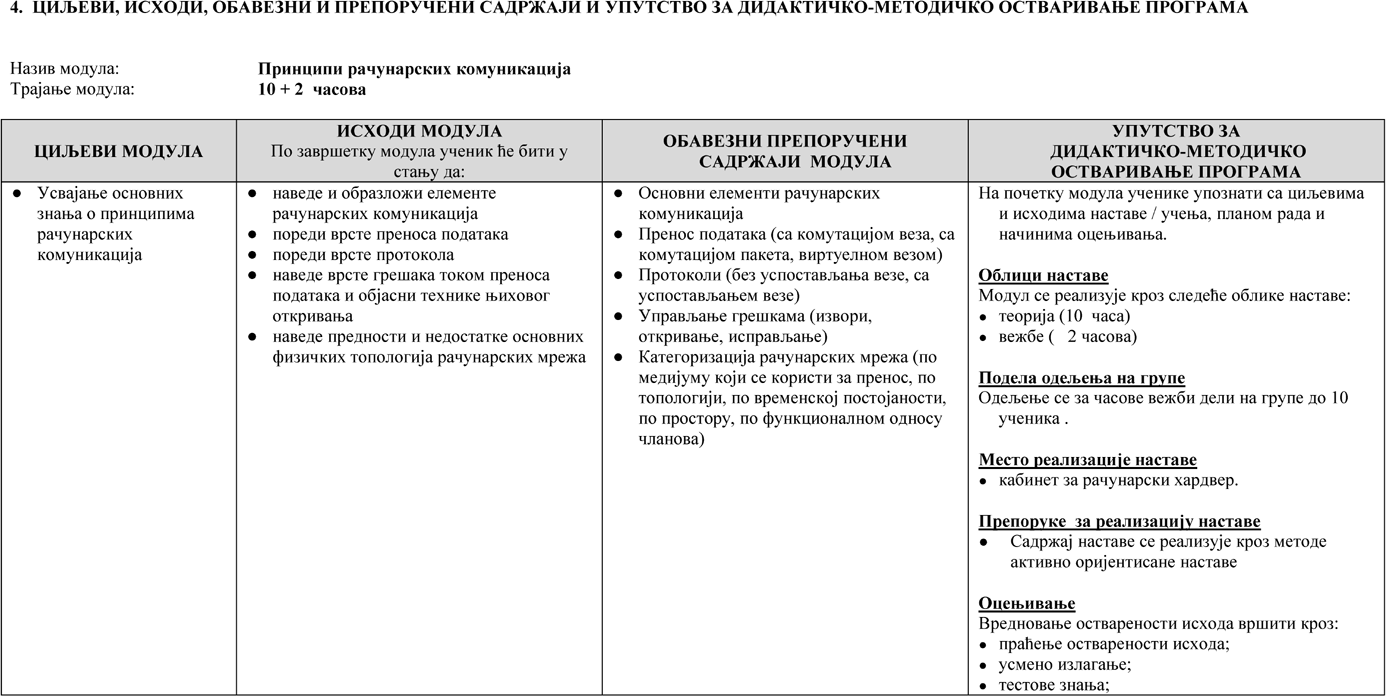 4. ЦИЉЕВИ, ИСХОДИ, ОБАВЕЗНИ И ПРЕПОРУЧЕНИ САДРЖАЈИ И УПУТСТВО ЗА ДИДАКТИЧКО-МЕТОДИЧКО ОСТВАРИВАЊЕ ПРОГРАМА
Назив модула: Принципи рачунарских комуникација
Трајање модула: 10 + 2 часова
ЦИЉЕВИ МОДУЛА
ИСХОДИ МОДУЛА
По завршетку модула ученик ће бити у
стању да:
ОБАВЕЗНИ ПРЕПОРУЧЕНИ
САДРЖАЈИ МОДУЛА
УПУТСТВО ЗА
ДИДАКТИЧКО-МЕТОДИЧКО
ОСТВАРИВАЊЕ ПРОГРАМА
● Усвајање основних
знања о принципима
рачунарских
комуникација
● наведе и образложи елементе
рачунарских комуникација
● пореди врсте преноса података
● пореди врсте протокола
● наведе врсте грешака током преноса
података и објасни технике њиховог
откривања
● наведе предности и недостатке основних
физичких топологија рачунарских мрежа
● Основни елементи рачунарских
комуникација
● Пренос података (са комутацијом веза, са
комутацијом пакета, виртуелном везом)
● Протоколи (без успостављања везе, са
успостављањем везе)
● Управљање грешкама (извори,
откривање, исправљање)
● Категоризација рачунарских мрежа (по
медијуму који се користи за пренос, по
топологији, по временској постојаности,
по простору, по функционалном односу
чланова)
На почетку модула ученике упознати са циљевима
и исходима наставе / учења, планом рада и
начинима оцењивања.
Облици наставе
Модул се реализује кроз следеће облике наставе:
● теорија (10 часа)
● вежбе ( 2 часова)
Подела одељења на групе
Одељење се за часове вежби дели на групе до 10
ученика .
Место реализације наставе
● кабинет за рачунарски хардвер.
Препоруке за реализацију наставе
● Садржај наставе се реализује кроз методе
активно оријентисане наставе
Оцењивање
Вредновање остварености исхода вршити кроз:
● праћење остварености исхода;
● усмено излагање;
● тестове знања;